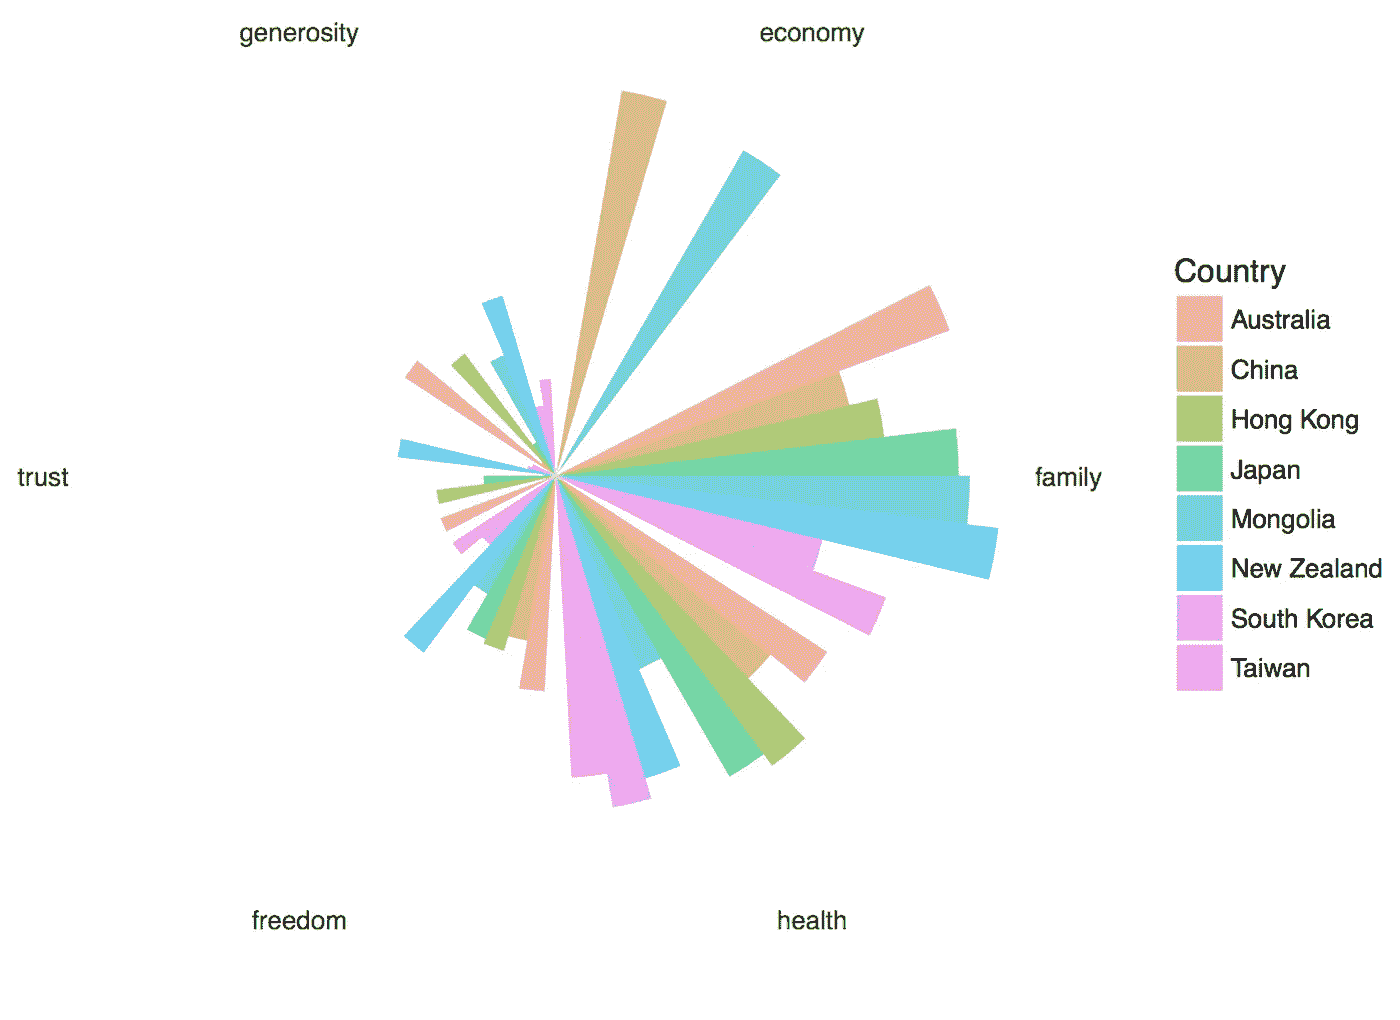 generosity
economy
trust
family
freedom
health
Country
Australia
China
Hong Kong
Japan
Mongolia
New Zealand
South Korea
Taiwan